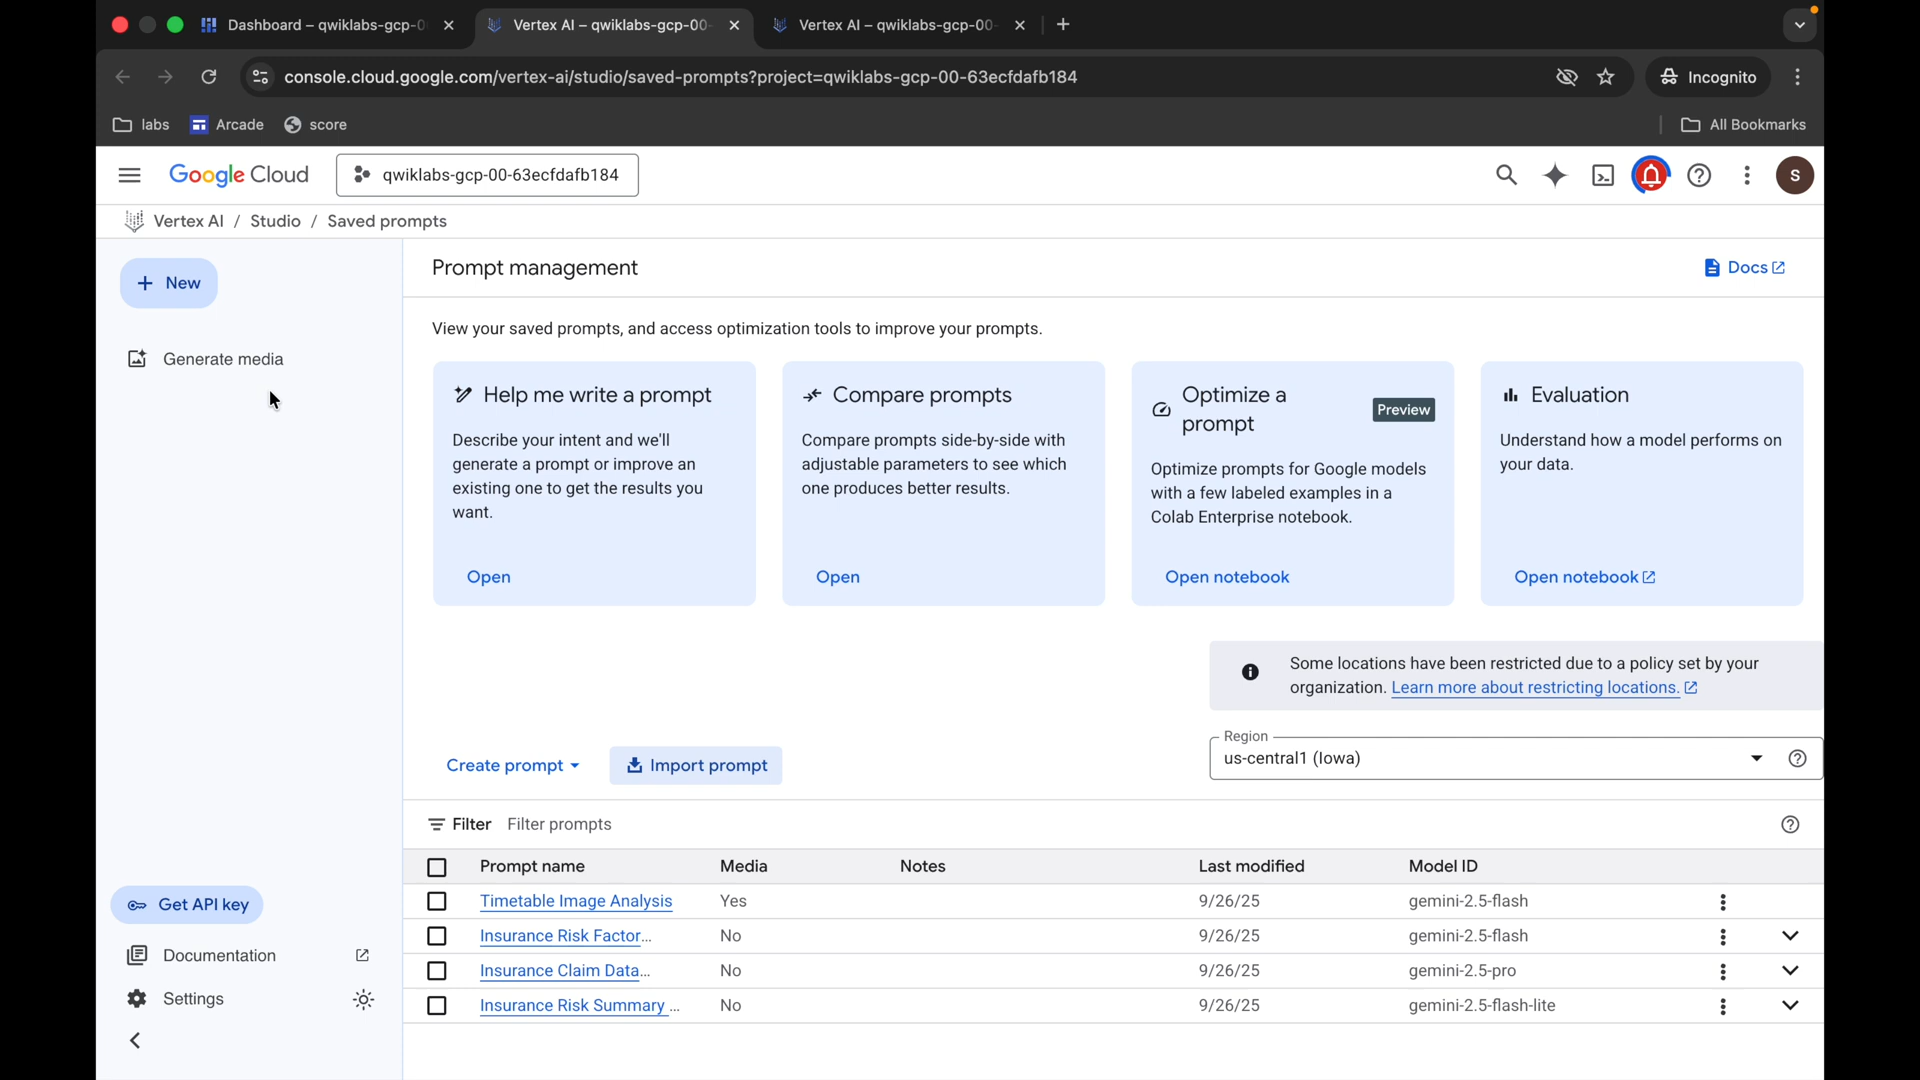 Dashboard – qwiklabs-gcp-0
Vertex AI – qwiklabs-gcp-00-
Vertex AI – qwiklabs-gcp-00-
console.cloud.google.com/vertex-ai/studio/saved-prompts?project=qwiklabs-gcp-00-63ecfdafb184
Incognito
labs
Arcade
score
All Bookmarks
Google Cloud
qwiklabs-gcp-00-63ecfdafb184
S
Vertex AI / Studio / Saved prompts
+ New
Generate media
Prompt management
Docs
View your saved prompts, and access optimization tools to improve your prompts.
Help me write a prompt
Describe your intent and we'll
generate a prompt or improve an
existing one to get the results you
want.
Open
Compare prompts
Compare prompts side-by-side with
adjustable parameters to see which
one produces better results.
Open
Optimize a
prompt
Preview
Optimize prompts for Google models
with a few labeled examples in a
Colab Enterprise notebook.
Open notebook
Evaluation
Understand how a model performs on
your data.
Open notebook
Some locations have been restricted due to a policy set by your
organization. Learn more about restricting locations.
Create prompt
Import prompt
Region
us-central1 (Iowa)
Filter Filter prompts
Prompt name Media Notes Last modified Model ID
Timetable Image Analysis Yes 9/26/25 gemini-2.5-flash
Insurance Risk Factor... No 9/26/25 gemini-2.5-flash
Insurance Claim Data... No 9/26/25 gemini-2.5-pro
Insurance Risk Summary ... No 9/26/25 gemini-2.5-flash-lite
Get API key
Documentation
Settings